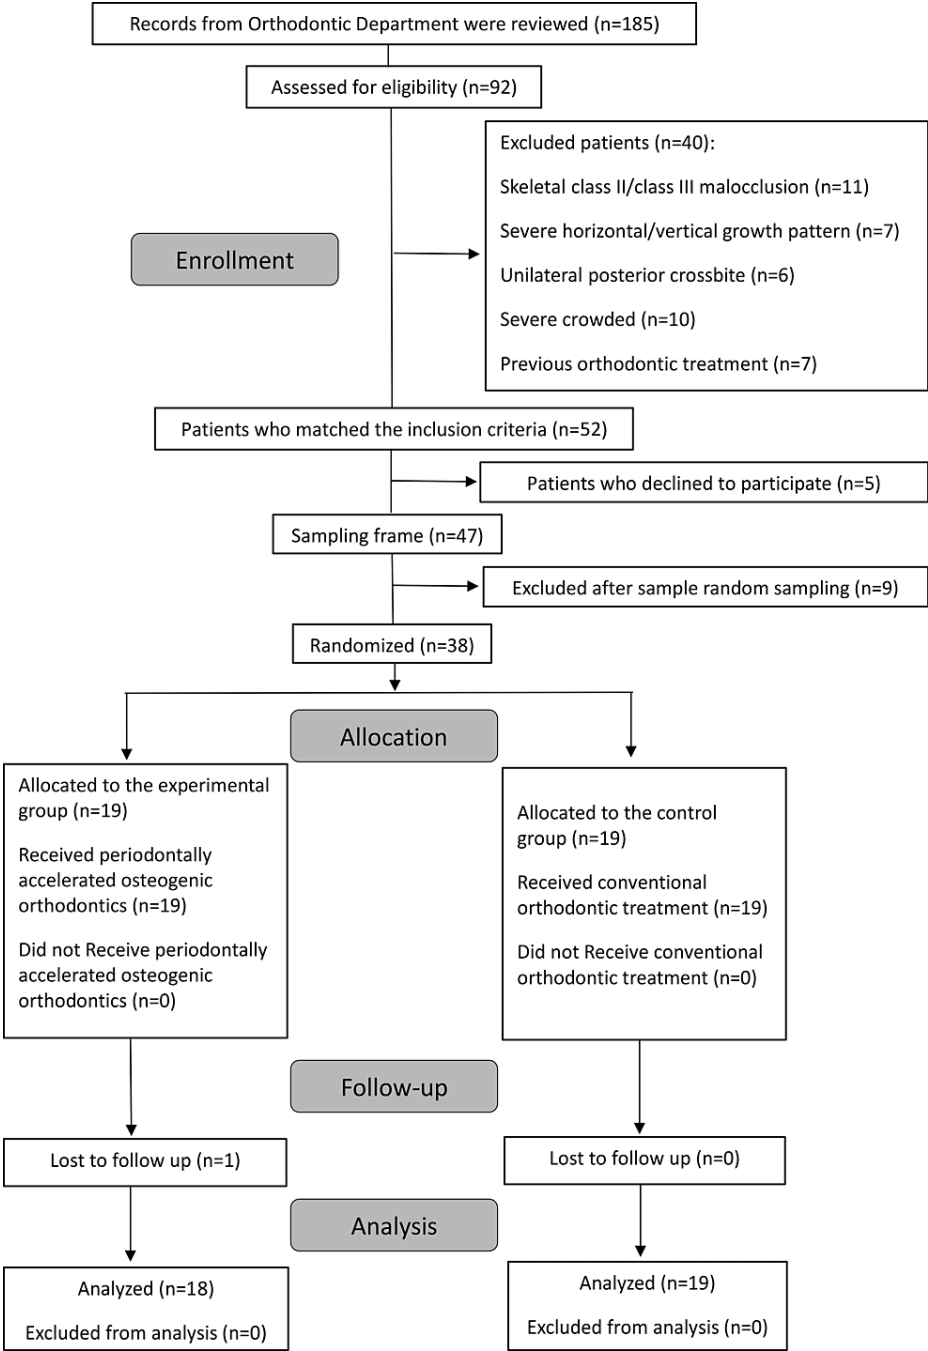 Records from Orthodontic Department were reviewed (n=185)
Assessed for eligibility (n=92)
Excluded patients (n=40):
Skeletal class II/class III malocclusion (n=11)
Severe horizontal/vertical growth pattern (n=7)
Unilateral posterior crossbite (n=6)
Severe crowded (n=10)
Previous orthodontic treatment (n=7)
Enrollment
Patients who matched the inclusion criteria (n=52)
Patients who declined to participate (n=5)
Sampling frame (n=47)
Excluded after sample random sampling (n=9)
Randomized (n=38)
Allocation
Allocated to the experimental
group (n=19)
Received periodontally
accelerated osteogenic
orthodontics (n=19)
Did not Receive periodontally
accelerated osteogenic
orthodontics (n=0)
Allocated to the control
group (n=19)
Received conventional
orthodontic treatment (n=19)
Did not Receive conventional
orthodontic treatment (n=0)
Follow-up
Lost to follow up (n=1)
Lost to follow up (n=0)
Analysis
Analyzed (n=18)
Excluded from analysis (n=0)
Analyzed (n=19)
Excluded from analysis (n=0)